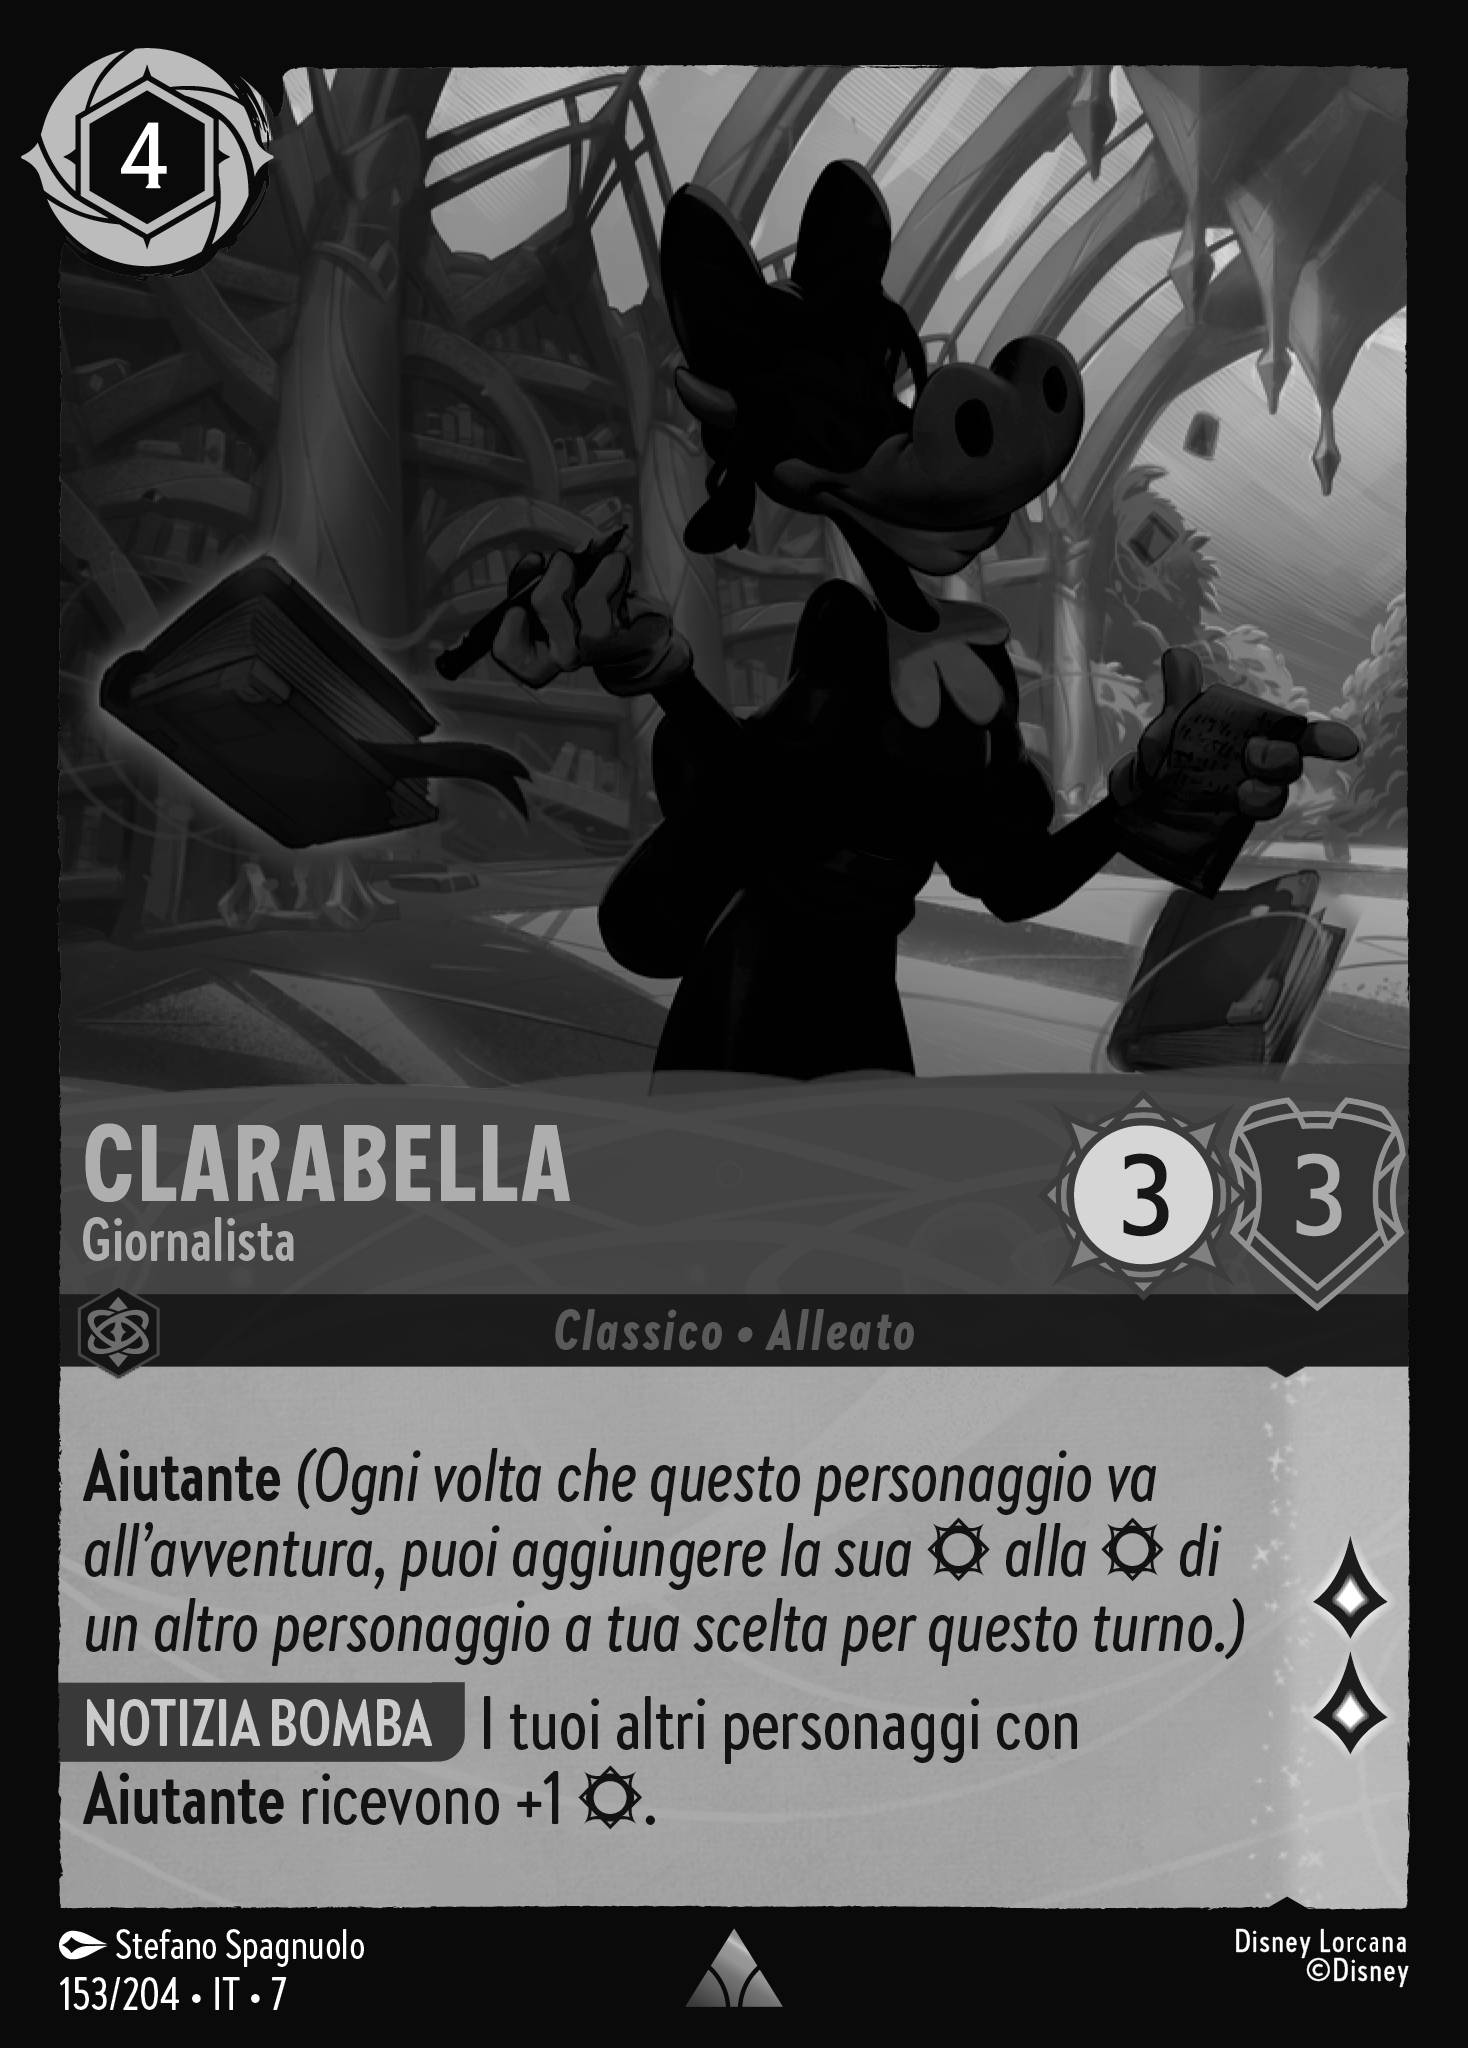 4
CLARABELLA
Giornalista
3
3
Classico • Alleato
Aiutante (Ogni volta che questo personaggio va
all’avventura, puoi aggiungere la sua alla di
un altro personaggio a tua scelta per questo turno.)
NOTIZIA BOMBA I tuoi altri personaggi con
Aiutante ricevono +1 .
Stefano Spagnuolo
153/204 • IT • 7
Disney Lorcana
©Disney